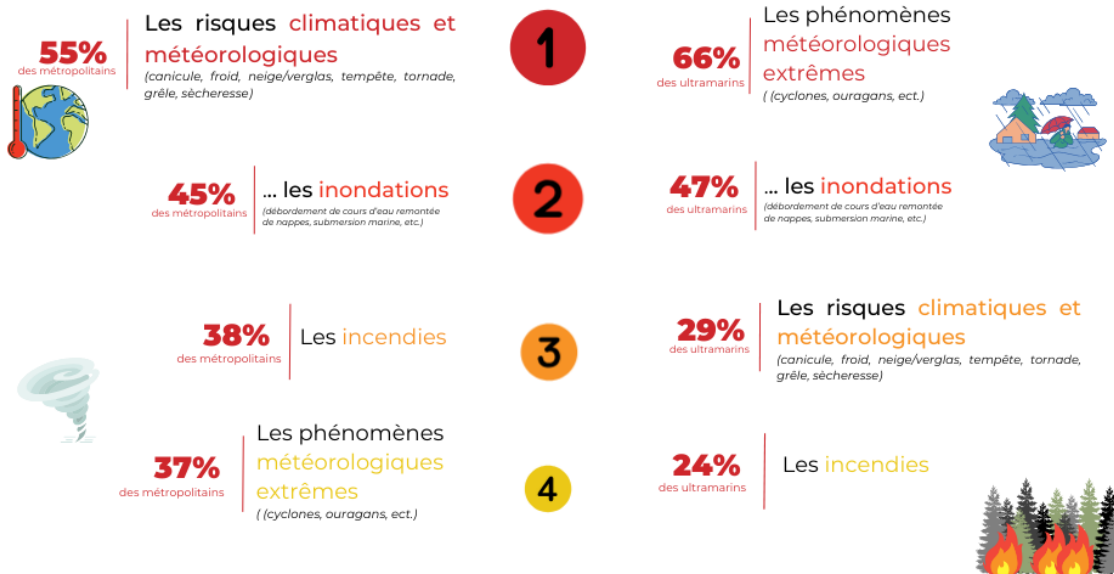 55%
des métropolitains
Les risques climatiques et
météorologiques
(canicule, froid, neige/verglas, tempête, tornade,
grêle, sècheresse)
1
66%
des ultramarins
Les phénomènes
météorologiques
extrêmes
( (cyclones, ouragans, ect.)
45%
des métropolitains
... les inondations
(débordement de cours d'eau remontée
de nappes, submersion marine, etc.)
2
47%
des ultramarins
... les inondations
(débordement de cours d'eau remontée
de nappes, submersion marine, etc.)
38%
des métropolitains
Les incendies
3
29%
des ultramarins
Les risques climatiques et
météorologiques
(canicule, froid, neige/verglas, tempête, tornade,
grêle, sècheresse)
37%
des métropolitains
Les phénomènes
météorologiques
extrêmes
( (cyclones, ouragans, ect.)
4
24%
des ultramarins
Les incendies